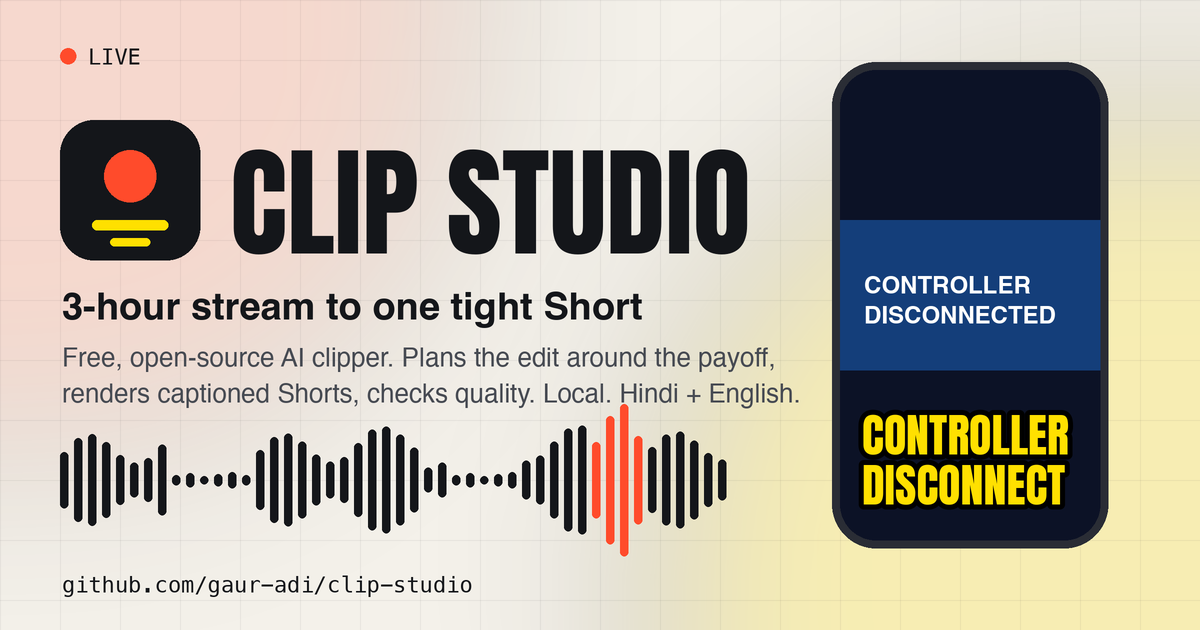 LIVE
CLIP STUDIO
3-hour stream to one tight Short
Free, open-source AI clipper. Plans the edit around the payoff,
renders captioned Shorts, checks quality. Local. Hindi + English.
github.com/gaur-adi/clip-studio
CONTROLLER
DISCONNECTED
CONTROLLER
DISCONNECT